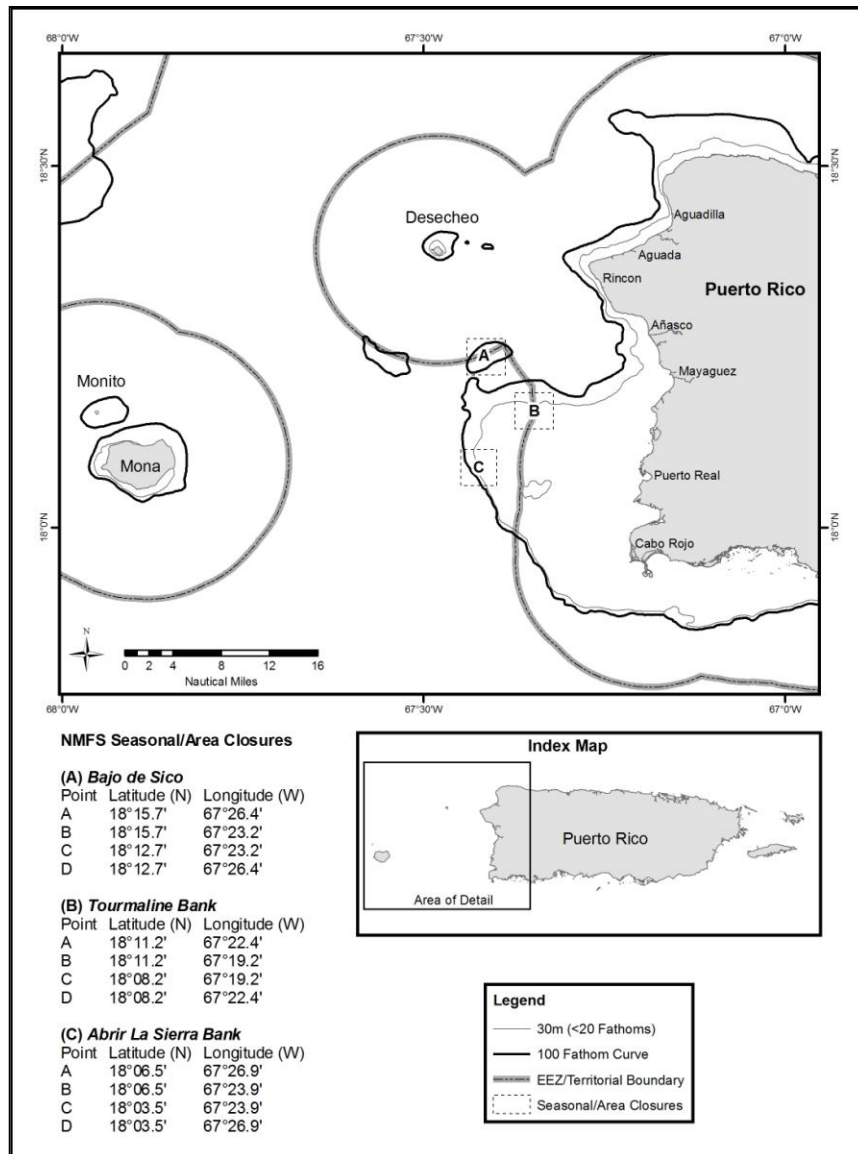 68°0'W 67°30'W 67°0'W
18°30'N 18°30'N
Desecheo
Aguadilla
Aguada
Rincon
Puerto Rico
Añasco
A
Mayaguez
Monito
B
Mona
C
Puerto Real
18°0'N 18°0'N
Cabo Rojo
N
0 1 2 4 8 12 16
Nautical Miles
68°0'W 67°30'W 67°0'W
NMFS Seasonal/Area Closures
(A) Bajo de Sico
Point Latitude (N) Longitude (W)
A 18°15.7' 67°26.4'
B 18°15.7' 67°23.2'
C 18°12.7' 67°23.2'
D 18°12.7' 67°26.4'
(B) Tourmaline Bank
Point Latitude (N) Longitude (W)
A 18°11.2' 67°22.4'
B 18°11.2' 67°19.2'
C 18°08.2' 67°19.2'
D 18°08.2' 67°22.4'
(C) Abrir La Sierra Bank
Point Latitude (N) Longitude (W)
A 18°06.5' 67°26.9'
B 18°06.5' 67°23.9'
C 18°03.5' 67°23.9'
D 18°03.5' 67°26.9'
Index Map
Puerto Rico
Area of Detail
Legend
30m (<20 Fathoms)
100 Fathom Curve
EEZ/Territorial Boundary
Seasonal/Area Closures